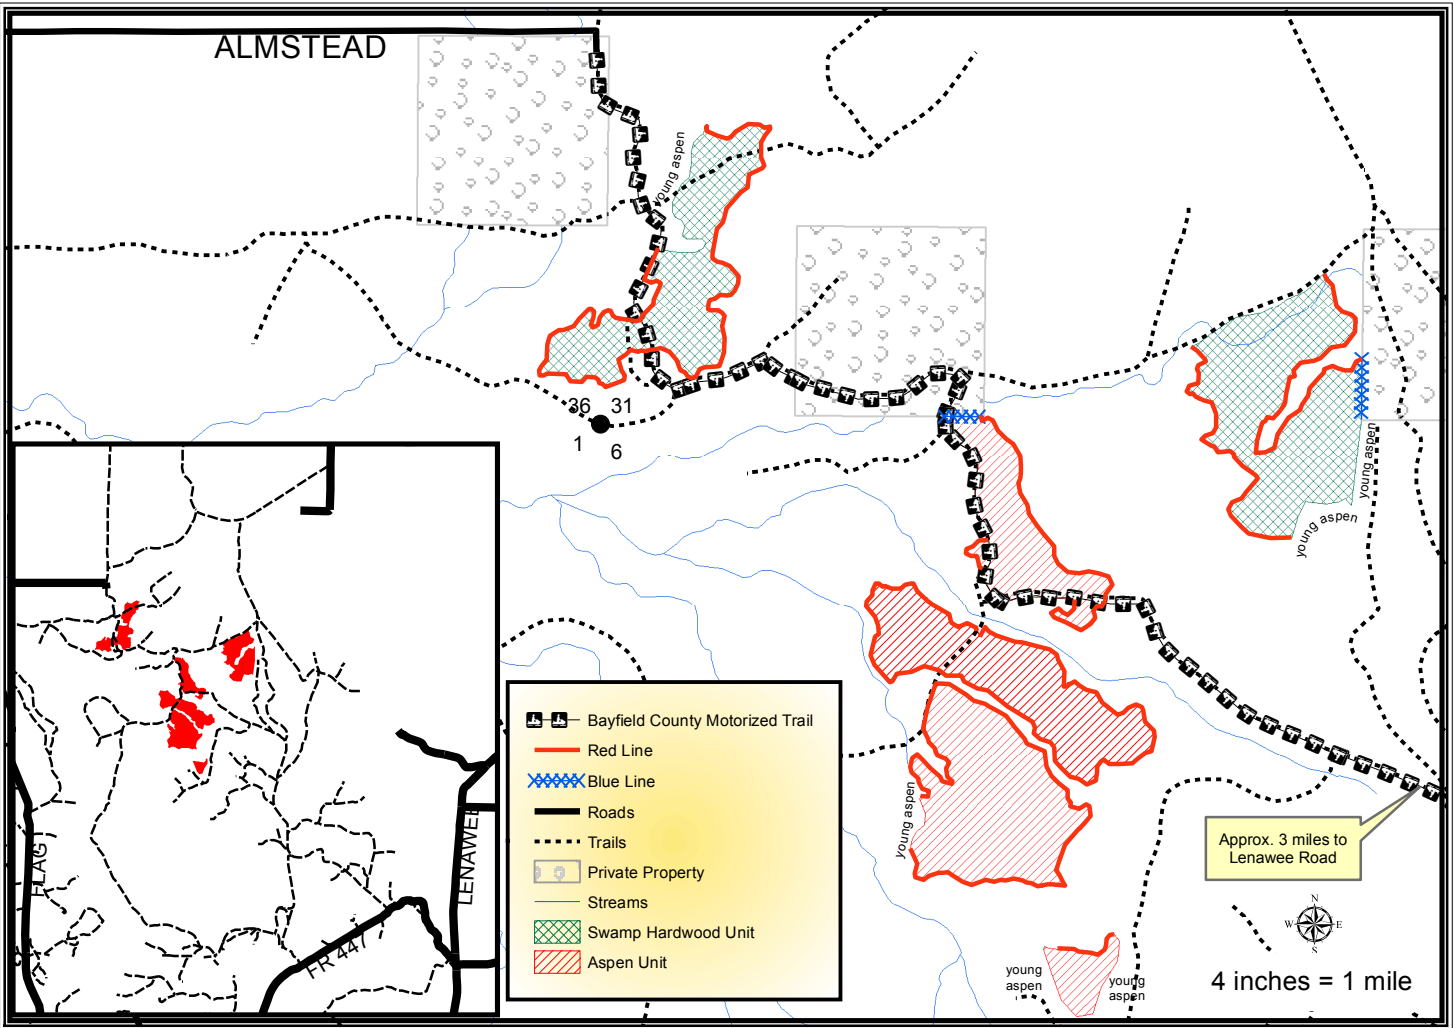 ALMSTEAD
young aspen
36 31
1 6
young aspen
young aspen
young aspen
Bayfield County Motorized Trail
Red Line
Blue Line
Roads
Trails
Private Property
Streams
Swamp Hardwood Unit
Aspen Unit
Approx. 3 miles to
Lenawee Road
N
W E
S
4 inches = 1 mile
young
aspen
young
aspen
FLAG
LENAWEE
FR 447